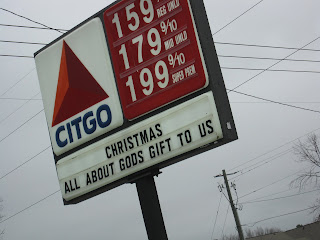 CITGO
159 9/10
REG UNLD
179 9/10
MID UNLD
199 9/10
SUPER PREM
CHRISTMAS
ALL ABOUT GODS GIFT TO US